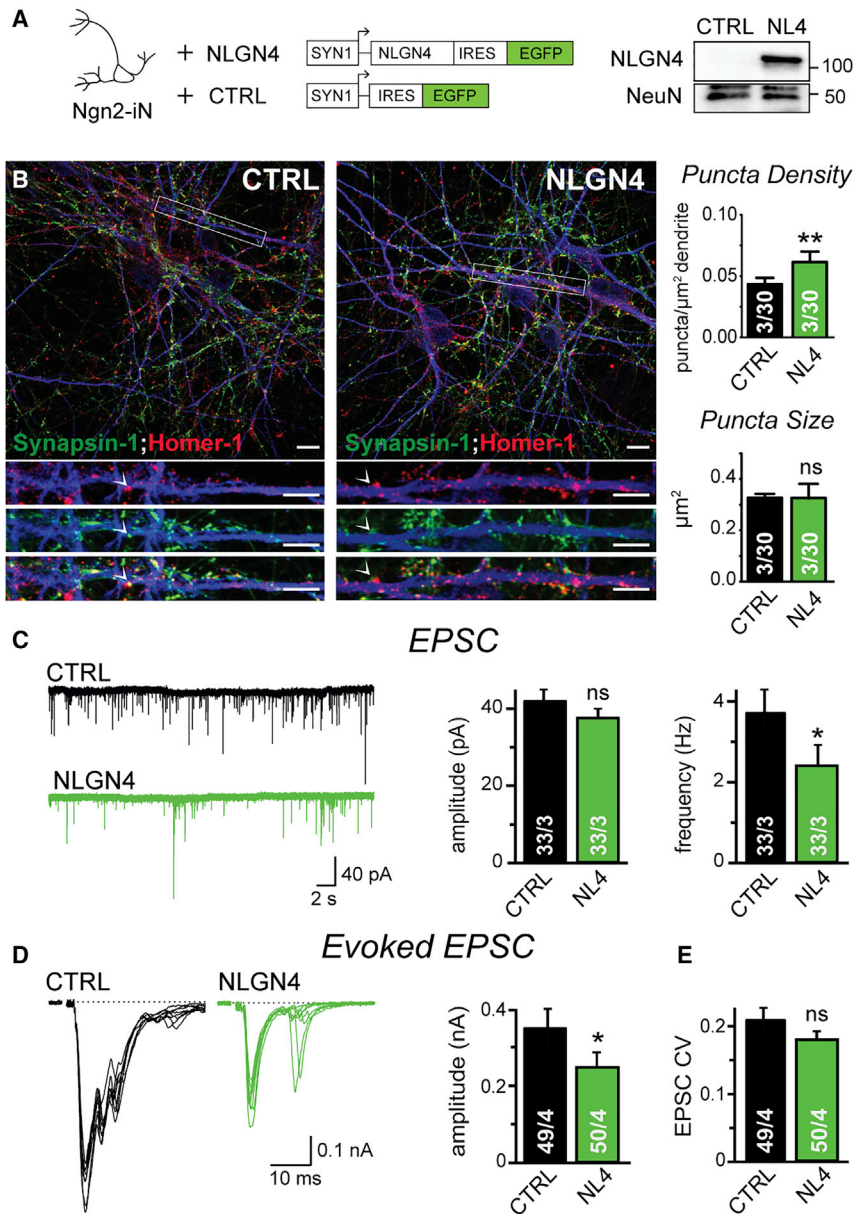 A
Ngn2-iN
+ NLGN4
+ CTRL
SYN1 NLGN4 IRES EGFP
SYN1 IRES EGFP
CTRL NL4
NLGN4
100
NeuN
50
B
CTRL
Synapsin-1;Homer-1
NLGN4
Synapsin-1;Homer-1
Puncta Density
puncta/µm² dendrite
0.10
0.05
0.00
**
3/30
3/30
CTRL
NL4
Puncta Size
µm²
0.4
0.2
0.0
ns
3/30
3/30
CTRL
NL4
C
EPSC
CTRL
NLGN4
40 pA
2 s
amplitude (pA)
40
20
0
ns
33/3
33/3
CTRL
NL4
frequency (Hz)
4
2
0
*
33/3
33/3
CTRL
NL4
D
Evoked EPSC
CTRL
NLGN4
0.1 nA
10 ms
amplitude (nA)
0.4
0.2
0
*
49/4
50/4
CTRL
NL4
E
EPSC CV
0.2
0.1
0
ns
49/4
50/4
CTRL
NL4